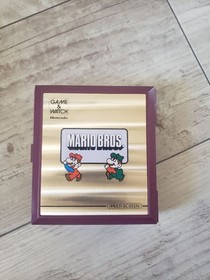 GAME &
WATCH
Nintendo
MARIO BROS.
MULTI SCREEN